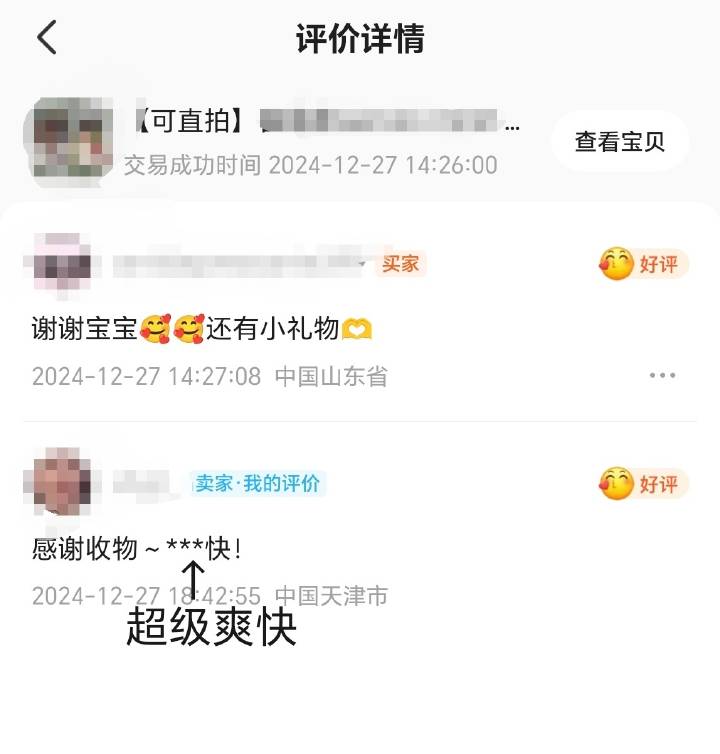 评价详情
【可直拍】
...
查看宝贝
交易成功时间 2024-12-27 14:26:00
买家
好评
谢谢宝宝🥰🥰还有小礼物🫶
2024-12-27 14:27:08 中国山东省
卖家·我的评价
好评
感谢收物～***快！
2024-12-27 18:42:55 中国天津市
超级爽快